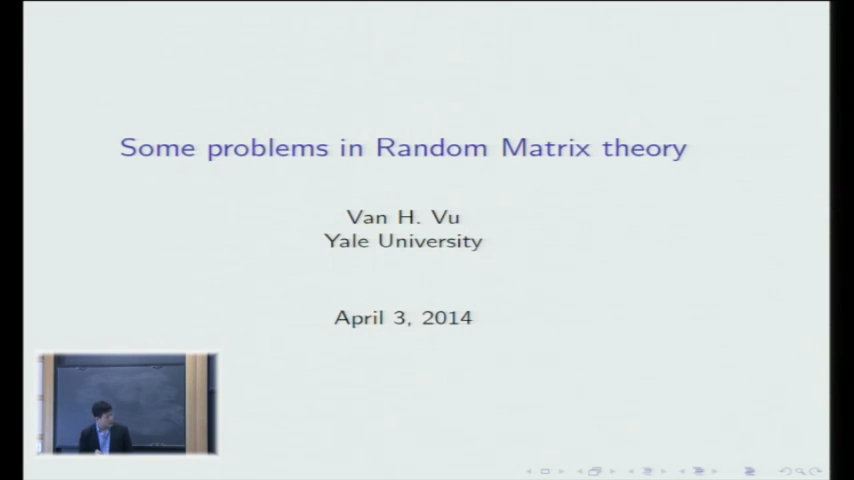 Some problems in Random Matrix theory
Van H. Vu
Yale University
April 3, 2014